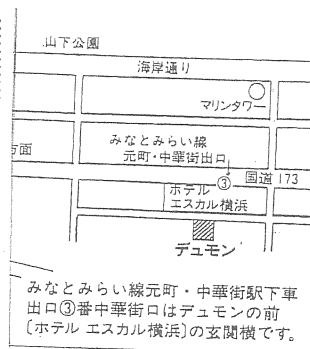 山下公園
海岸通り
マリンタワー
みなとみらい線
元町・中華街出口
方面
③
国道173
ホテル
エスカル横浜
デュモン
みなとみらい線元町・中華街駅下車
出口③番中華街口はデュモンの前
〔ホテル エスカル横浜〕の玄関横です。